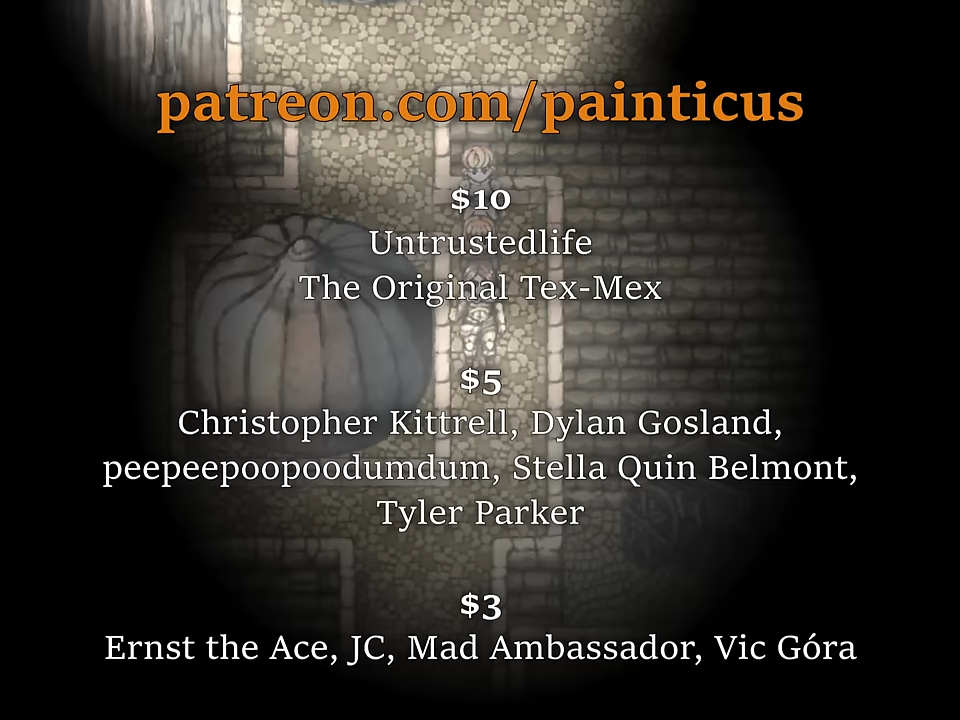 patreon.com/painticus
$10
Untrustedlife
The Original Tex-Mex
$5
Christopher Kittrell, Dylan Gosland,
peepeepoopoodumdum, Stella Quin Belmont,
Tyler Parker
$3
Ernst the Ace, JC, Mad Ambassador, Vic Góra